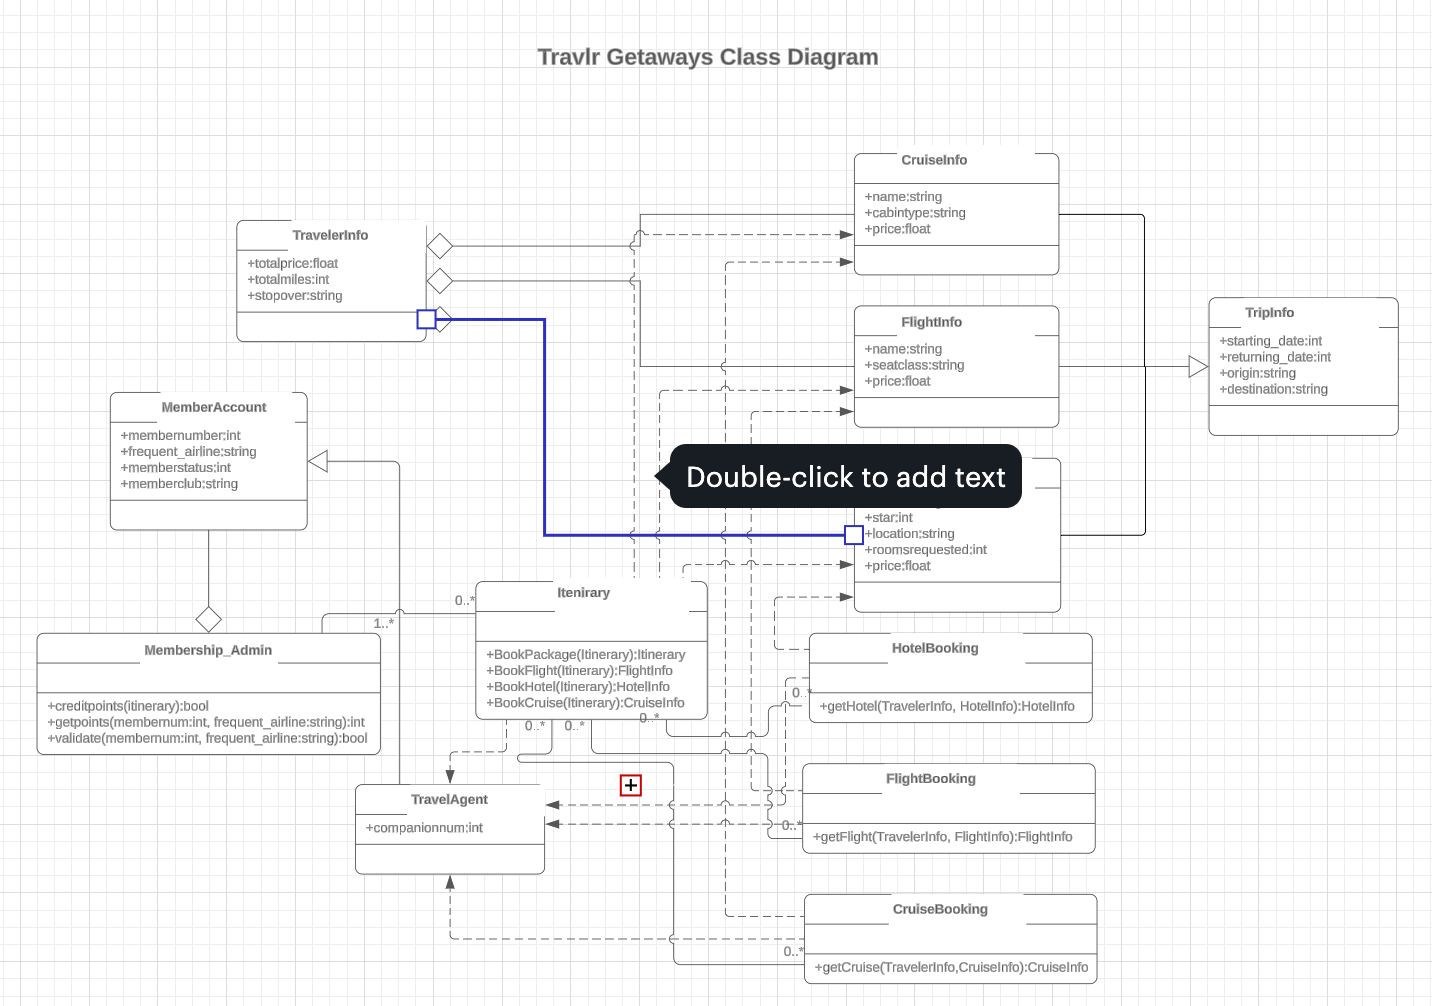 Travlr Getaways Class Diagram
CruiseInfo
+name:string
+cabintype:string
+price:float
TravelerInfo
+totalprice:float
+totalmiles:int
+stopover:string
FlightInfo
+name:string
+seatclass:string
+price:float
TripInfo
+starting_date:int
+returning_date:int
+origin:string
+destination:string
MemberAccount
+membernumber:int
+frequent_airline:string
+memberstatus:int
+memberclub:string
Double-click to add text
+star:int
+location:string
+roomsrequested:int
+price:float
Itenirary
+BookPackage(Itinerary):Itinerary
+BookFlight(Itinerary):FlightInfo
+BookHotel(Itinerary):HotelInfo
+BookCruise(Itinerary):CruiseInfo
0..*
1..*
Membership_Admin
+creditpoints(itinerary):bool
+getpoints(membernum:int, frequent_airline:string):int
+validate(membernum:int, frequent_airline:string):bool
HotelBooking
0..*
+getHotel(TravelerInfo, HotelInfo):HotelInfo
0..*
0..*
0..*
FlightBooking
0..*
+getFlight(TravelerInfo, FlightInfo):FlightInfo
TravelAgent
+companionnum:int
CruiseBooking
0..*
+getCruise(TravelerInfo,CruiseInfo):CruiseInfo